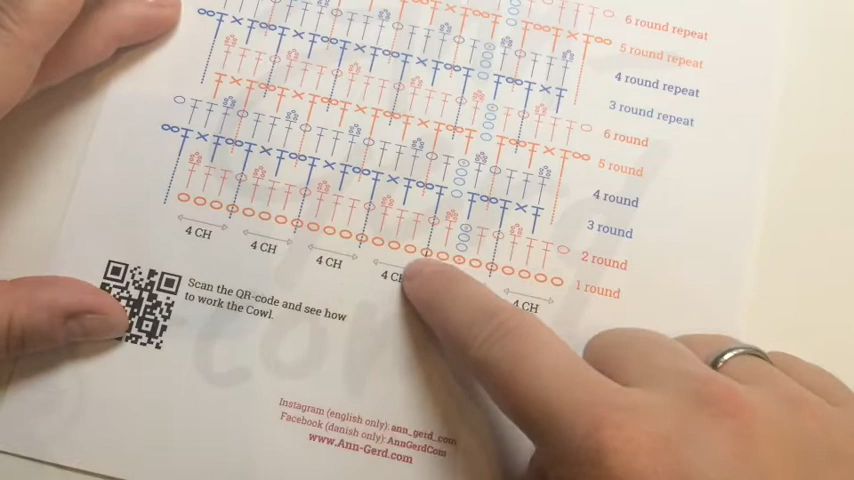 6 round repeat
5 round repeat
4 round repeat
3 round repeat
6 round
5 round
4 round
3 round
2 round
1 round
4 CH
4 CH
4 CH
4 CH
4 CH
Scan the QR-code and see how
to work the Cowl.
Instagram (english only): ann_gerd_com
Facebook (danish only): AnnGerdCom
www.Ann-Gerd.com